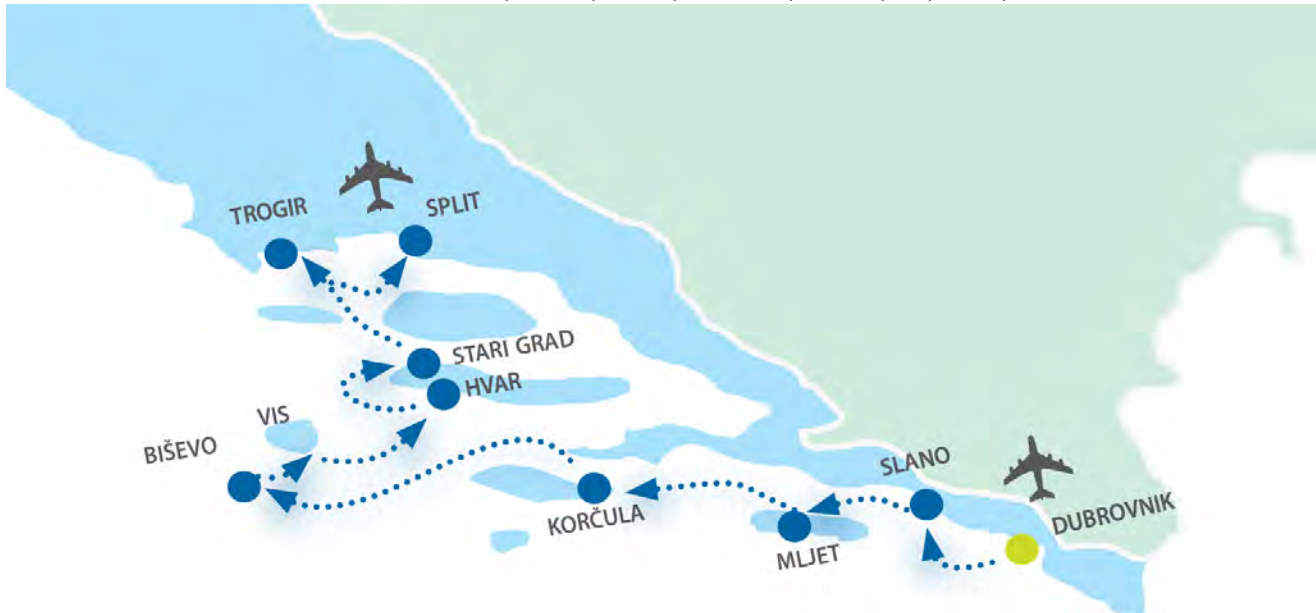 TROGIR
SPLIT
STARI GRAD
HVAR
VIS
BIŠEVO
SLANO
KORČULA
DUBROVNIK
MLJET